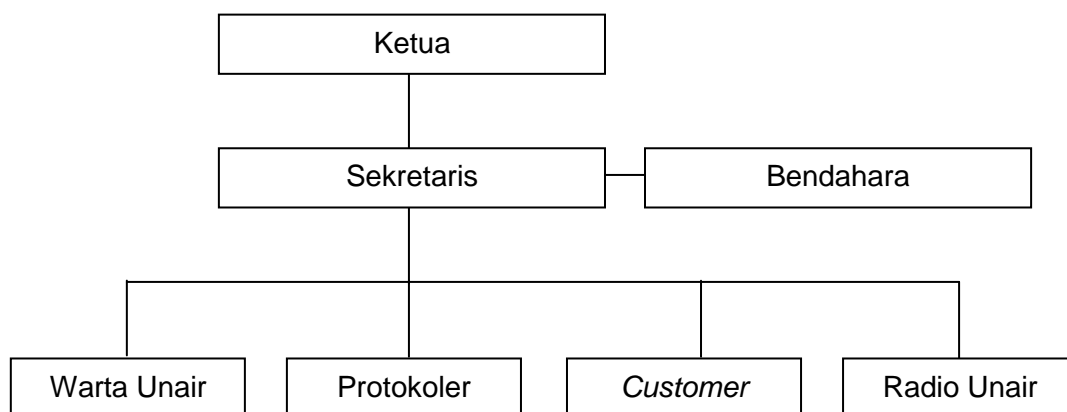 Ketua
Sekretaris
Bendahara
Warta Unair
Protokoler
Customer
Radio Unair